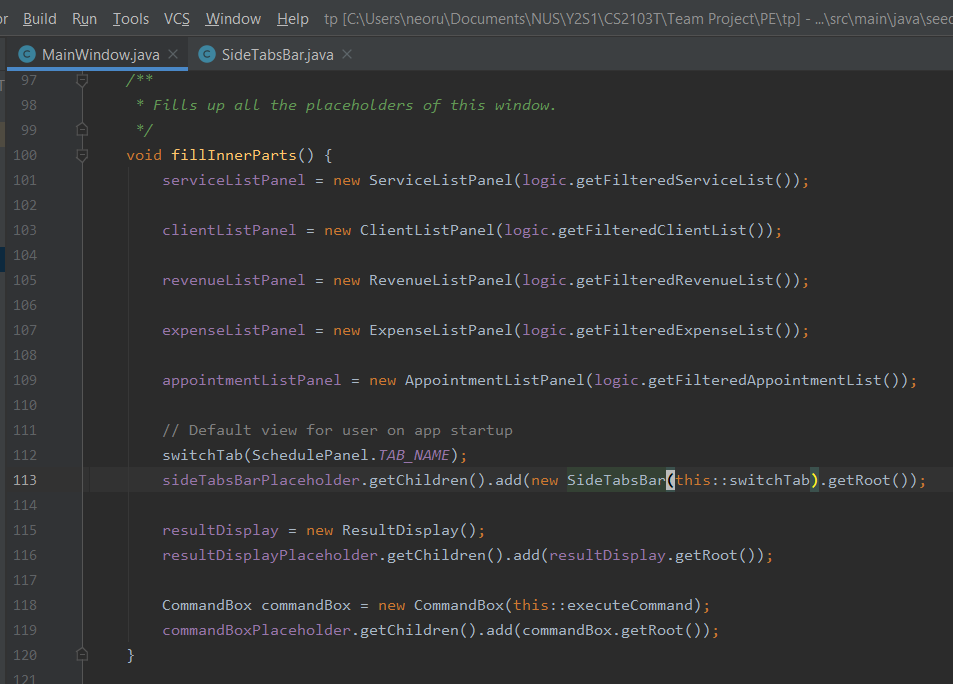 Build Run Tools VCS Window Help tp [C:\Users\neoru\Documents\NUS\Y2S1\CS2103T\Team Project\PE\tp] - ...\src\main\java\seed
MainWindow.java SideTabsBar.java
97 /**
98 * Fills up all the placeholders of this window.
99 */
100 void fillInnerParts() {
101 serviceListPanel = new ServiceListPanel(logic.getFilteredServiceList());
102
103 clientListPanel = new ClientListPanel(logic.getFilteredClientList());
104
105 revenueListPanel = new RevenueListPanel(logic.getFilteredRevenueList());
106
107 expenseListPanel = new ExpenseListPanel(logic.getFilteredExpenseList());
108
109 appointmentListPanel = new AppointmentListPanel(logic.getFilteredAppointmentList());
110
111 // Default view for user on app startup
112 switchTab(SchedulePanel.TAB_NAME);
113 sideTabsBarPlaceholder.getChildren().add(new SideTabsBar(this::switchTab).getRoot());
114
115 resultDisplay = new ResultDisplay();
116 resultDisplayPlaceholder.getChildren().add(resultDisplay.getRoot());
117
118 CommandBox commandBox = new CommandBox(this::executeCommand);
119 commandBoxPlaceholder.getChildren().add(commandBox.getRoot());
120 }
121